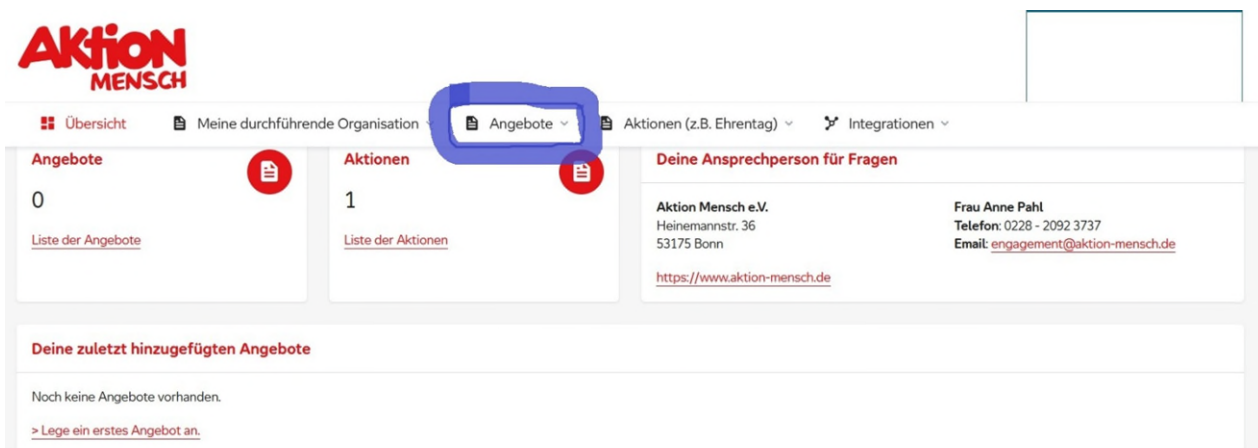 AKTION
MENSCH
Übersicht Meine durchführende Organisation Angebote Aktionen (z.B. Ehrentag) Integrationen
Angebote
0
Liste der Angebote
Aktionen
1
Liste der Aktionen
Deine Ansprechperson für Fragen
Aktion Mensch e.V.
Heinemannstr. 36
53175 Bonn
https://www.aktion-mensch.de
Frau Anne Pahl
Telefon: 0228 - 2092 3737
Email: engagement@aktion-mensch.de
Deine zuletzt hinzugefügten Angebote
Noch keine Angebote vorhanden.
> Lege ein erstes Angebot an.